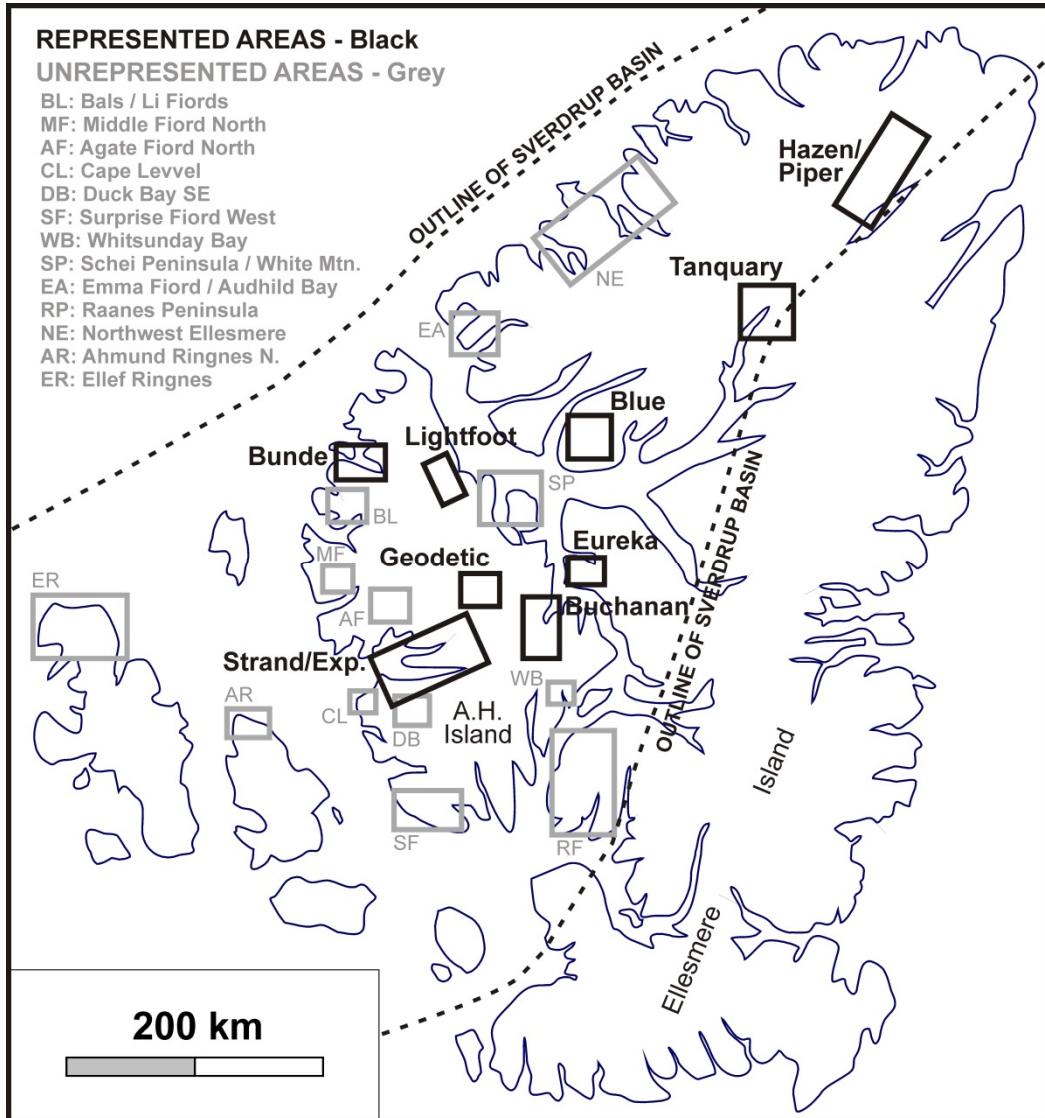 REPRESENTED AREAS - Black
UNREPRESENTED AREAS - Grey
BL: Bals / Li Fiords
MF: Middle Fiord North
AF: Agate Fiord North
CL: Cape Levvel
DB: Duck Bay SE
SF: Surprise Fiord West
WB: Whitsunday Bay
SP: Schei Peninsula / White Mtn.
EA: Emma Fiord / Audhild Bay
RP: Raanes Peninsula
NE: Northwest Ellesmere
AR: Ahmund Ringnes N.
ER: Ellef Ringnes
OUTLINE OF SVERDRUP BASIN
Hazen/
Piper
NE
Tanquary
EA
Blue
Lightfoot
Bunde
SP
BL
Eureka
MF
Geodetic
ER
AF
Buchanan
Strand/Exp.
WB
OUTLINE OF SVERDRUP BASIN
AR
CL
DB
A.H.
Island
Island
SF
RF
Ellesmere
200 km